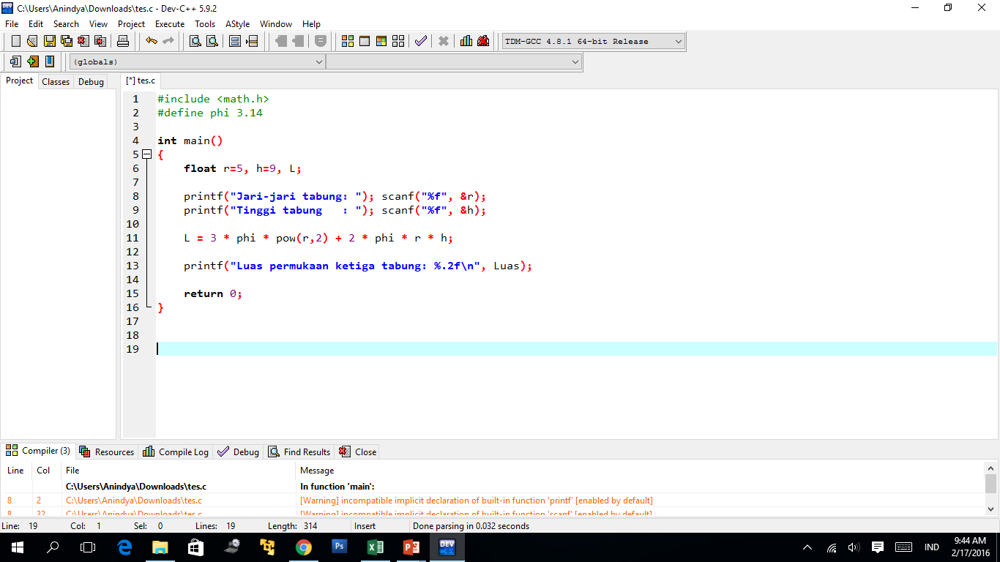 C:\Users\Anindya\Downloads\tes.c - Dev-C++ 5.9.2
File Edit Search View Project Execute Tools AStyle Window Help
TDM-GCC 4.8.1 64-bit Release
(globals)
Project Classes Debug [*] tes.c
1 #include <math.h>
2 #define phi 3.14
3
4 int main()
5 {
6 float r=5, h=9, L;
7
8 printf("Jari-jari tabung: "); scanf("%f", &r);
9 printf("Tinggi tabung   : "); scanf("%f", &h);
10
11 L = 3 * phi * pow(r,2) + 2 * phi * r * h;
12
13 printf("Luas permukaan ketiga tabung: %.2f\n", Luas);
14
15 return 0;
16 }
17
18
19
Compiler (3) Resources Compile Log Debug Find Results Close
Line Col File Message
C:\Users\Anindya\Downloads\tes.c In function 'main':
8 2 C:\Users\Anindya\Downloads\tes.c [Warning] incompatible implicit declaration of built-in function 'printf' [enabled by default]
8 32 C:\Users\Anindya\Downloads\tes.c [Warning] incompatible implicit declaration of built-in function 'scanf' [enabled by default]
Line: 19 Col: 1 Sel: 0 Lines: 19 Length: 314 Insert Done parsing in 0.032 seconds
Ps DEV IND 9:44 AM
2/17/2016